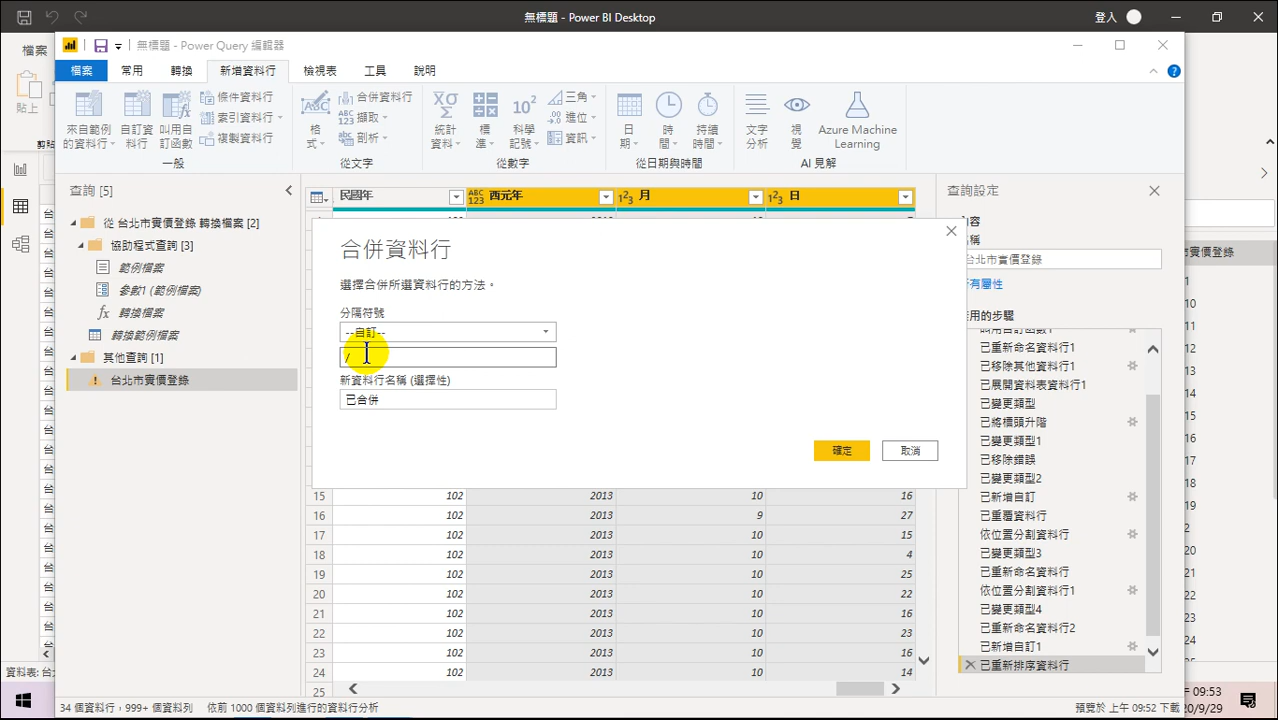 無標題 - Power BI Desktop
登入
檔案
貼上
無標題 - Power Query 編輯器
檔案
常用
轉換
新增資料行
檢視表
工具
說明
來自範例的資料行
自訂資料行
叫用自訂函數
條件資料行
索引資料行
複製資料行
一般
格式
合併資料行
擷取
剖析
從文字
統計資料
標準
科學記號
三角
進位
資訊
從數字
日期
時間
持續時間
從日期與時間
文字分析
視覺
Azure Machine Learning
AI 見解
查詢 [5]
從 台北市實價登錄 轉換檔案 [2]
協助程式查詢 [3]
範例檔案
參數1 (範例檔案)
轉換檔案
轉換範例檔案
其他查詢 [1]
台北市實價登錄
民國年
西元年
月
日
合併資料行
選擇合併所選資料行的方法。
分隔符號
--自訂--
/
新資料行名稱 (選擇性)
已合併
確定
取消
15 102 2013 10 16
16 102 2013 9 27
17 102 2013 10 15
18 102 2013 10 4
19 102 2013 10 25
20 102 2013 10 22
21 102 2013 10 16
22 102 2013 10 23
23 102 2013 10 16
24 102 2013 10 14
25
查詢設定
台北市實價登錄
所有屬性
已重新命名資料行1
已移除其他資料行1
已展開資料表資料行1
已變更類型
已將標頭升階
已變更類型1
已移除錯誤
已變更類型2
已新增自訂
已重覆資料行
依位置分割資料行
已變更類型3
已重新命名資料行
依位置分割資料行1
已變更類型4
已重新命名資料行2
已新增自訂1
已重新排序資料行
34 個資料行，999+ 個資料列
依前 1000 個資料列進行的資料行分析
預覽於 上午 09:52 下載
09:53
20/9/29